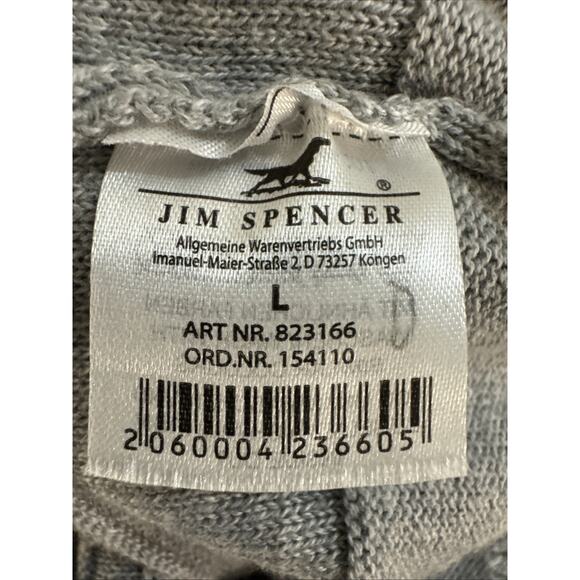 ®
JIM SPENCER
Allgemeine Warenvertriebs GmbH
Imanuel-Maier-Straße 2, D 73257 Köngen
L
ART NR. 823166
ORD.NR. 154110
2 060004 236605